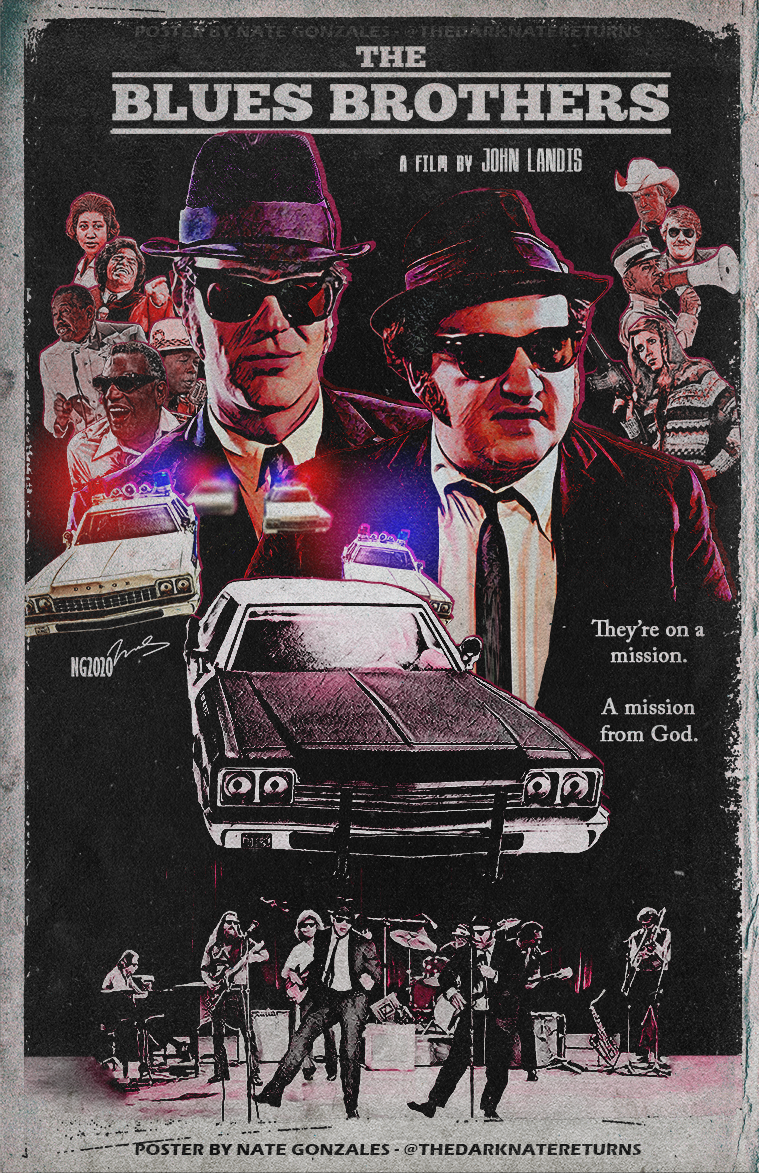 POSTER BY NATE GONZALES - @THEDARKNATERETURNS
THE
BLUES BROTHERS
A FILM BY JOHN LANDIS
DODGE
They're on a
mission.
NG2020
A mission
from God.
POSTER BY NATE GONZALES - @THEDARKNATERETURNS